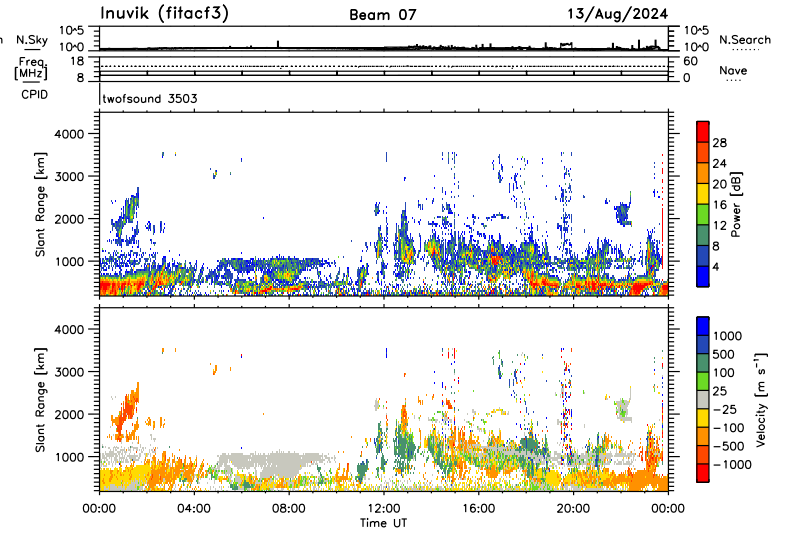 Inuvik (fitacf3) Beam 07 13/Aug/2024
N.Sky 10^5 10^5 N.Search
10^0 10^0
Freq. 18 60
[MHz] 8 0 Nave
CPID twofsound 3503
Slant Range [km]
4000
3000
2000
1000
28
24
20
16
12
8
4
Power [dB]
Slant Range [km]
4000
3000
2000
1000
1000
500
100
25
−25
−100
−500
−1000
Velocity [m s⁻¹]
00:00 04:00 08:00 12:00 16:00 20:00 00:00
Time UT